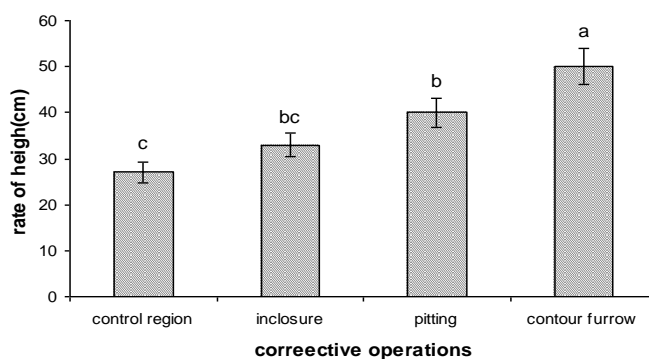 60
50
40
30
20
10
0
rate of heigh(cm)
c
bc
b
a
control region
inclosure
pitting
contour furrow
correective operations